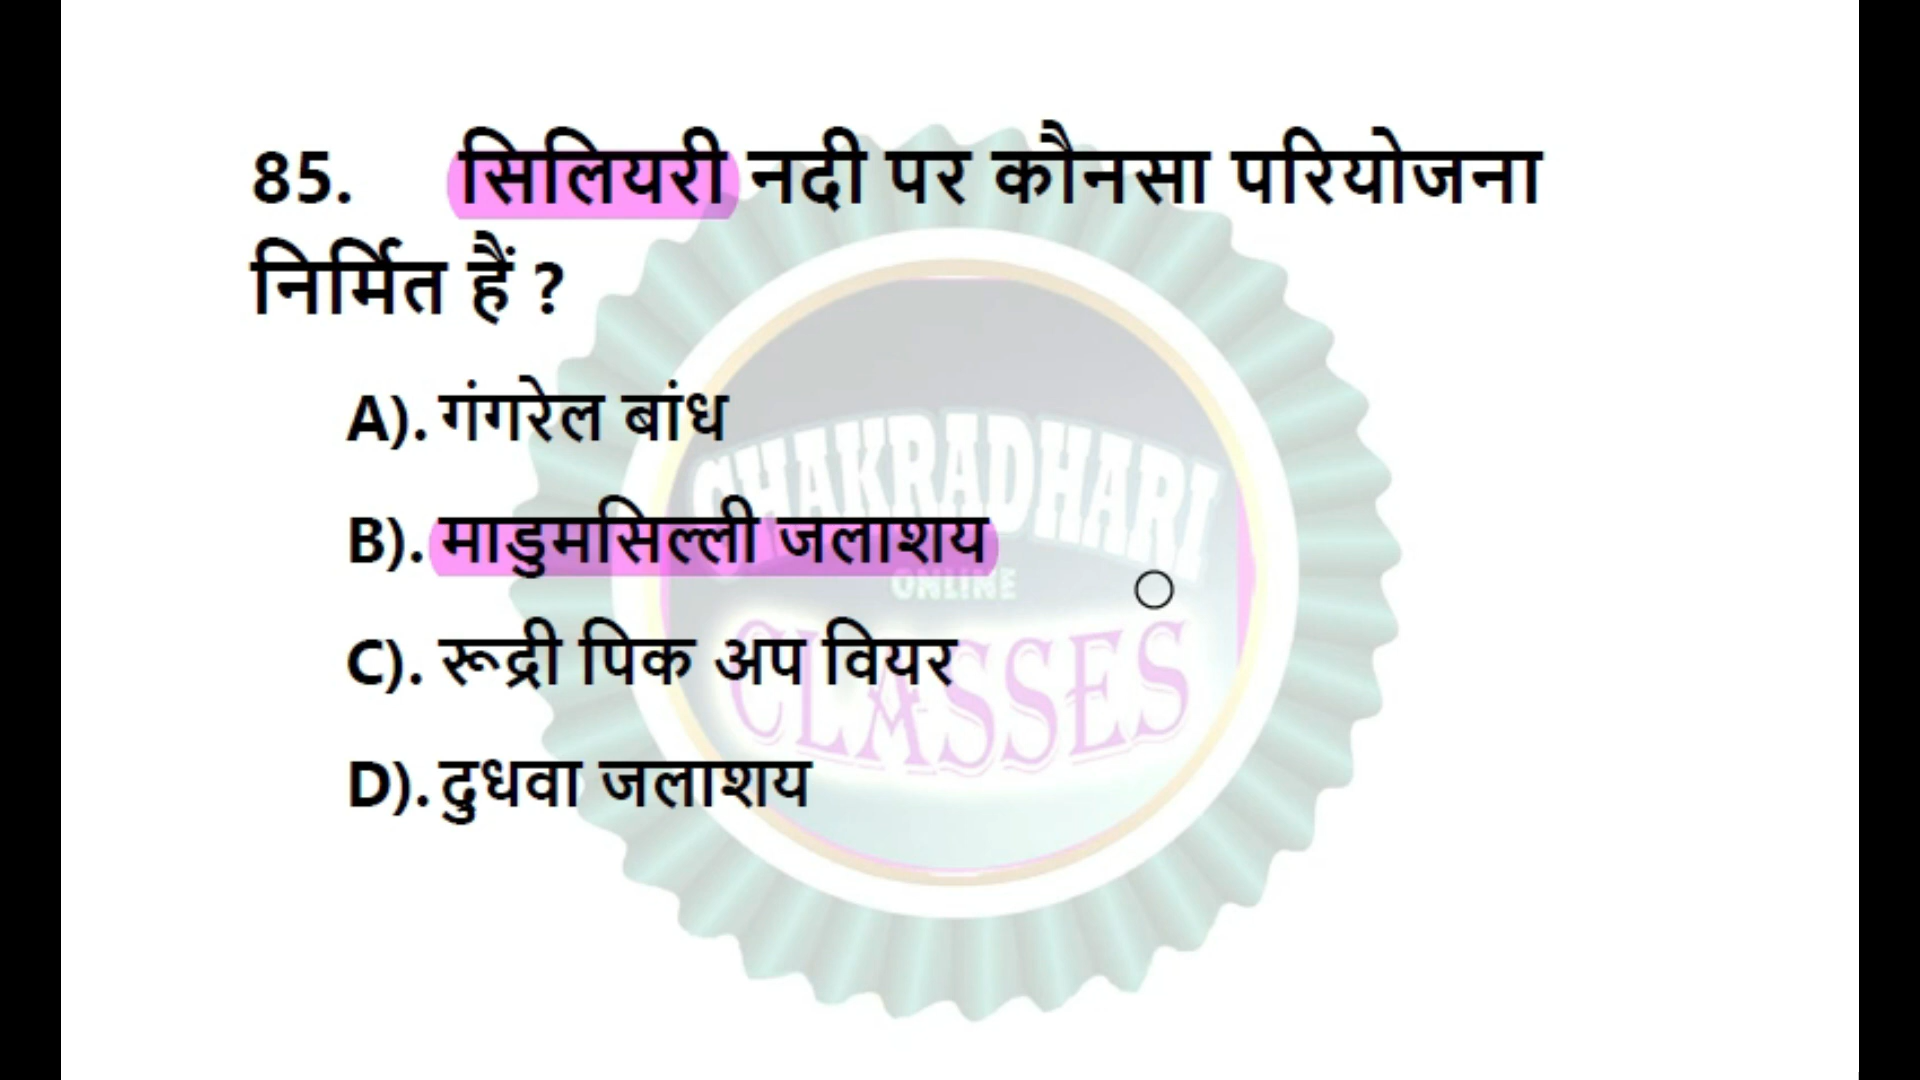 85. सिलियरी नदी पर कौनसा परियोजना
निर्मित हैं ?
A). गंगरेल बांध
B). माडुमसिल्ली जलाशय
C). रूद्री पिक अप वियर
D). दुधवा जलाशय
CHAKRADHARI
ONLINE
CLASSES